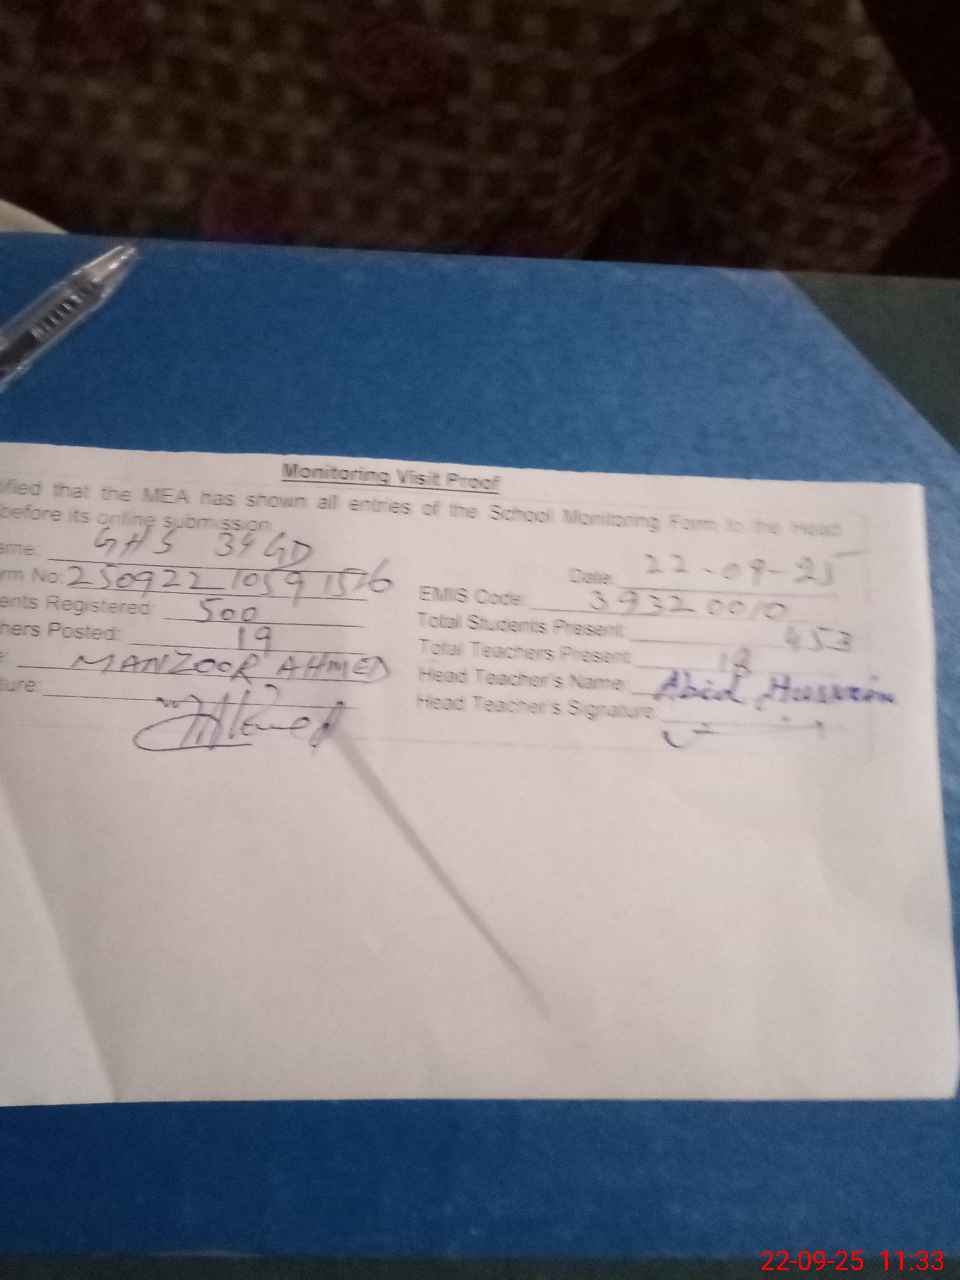 Monitoring Visit Proof
ified that the MEA has shown all entries of the School Monitoring Form to the Head
before its online submission.
ame: GHS 34 GD
Date: 22-09-25
rm No: 250922 1059 1526
EMIS Code: 39320010
ents Registered: 500
Total Students Present: 453
hers Posted: 19
Total Teachers Present: 18
e: MANZOOR AHMED
Head Teacher's Name: Abid Hussain
ture:
Head Teacher's Signature:
22-09-25 11:33